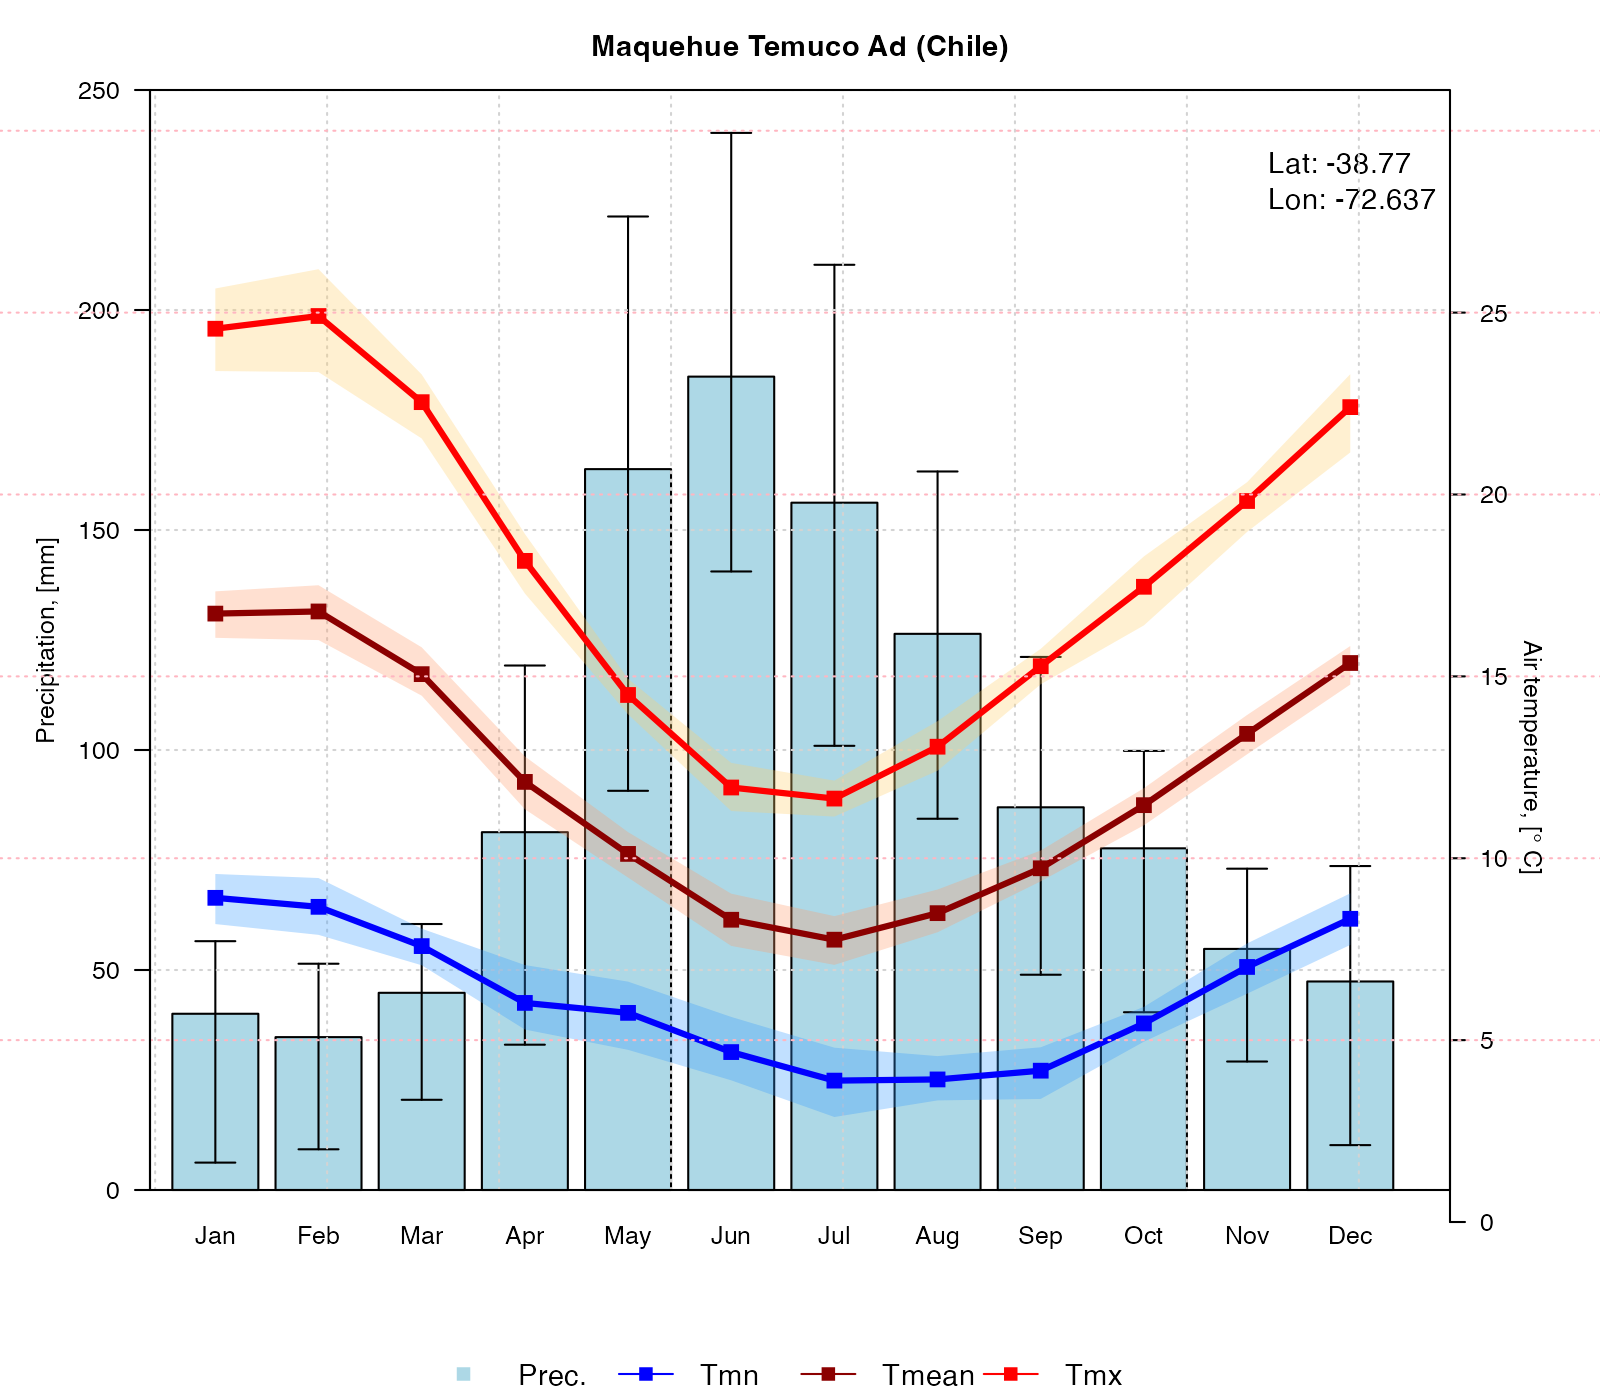 Maquehue Temuco Ad (Chile)
Lat: -38.77
Lon: -72.637
Precipitation, [mm]
250
200
150
100
50
0
25
20
15
10
5
0
Air temperature, [° C]
Jan Feb Mar Apr May Jun Jul Aug Sep Oct Nov Dec
Prec. Tmn Tmean Tmx